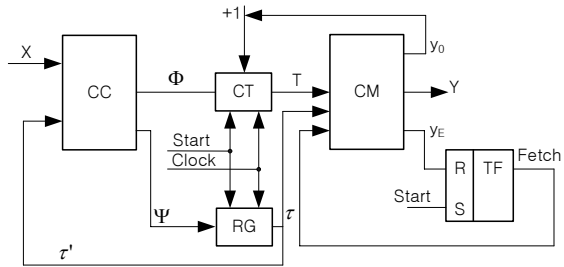 +1
X
CC
Φ
CT
T
CM
y₀
Y
Start
Clock
y_E
Fetch
R
TF
Start
S
Ψ
RG
τ
τ'